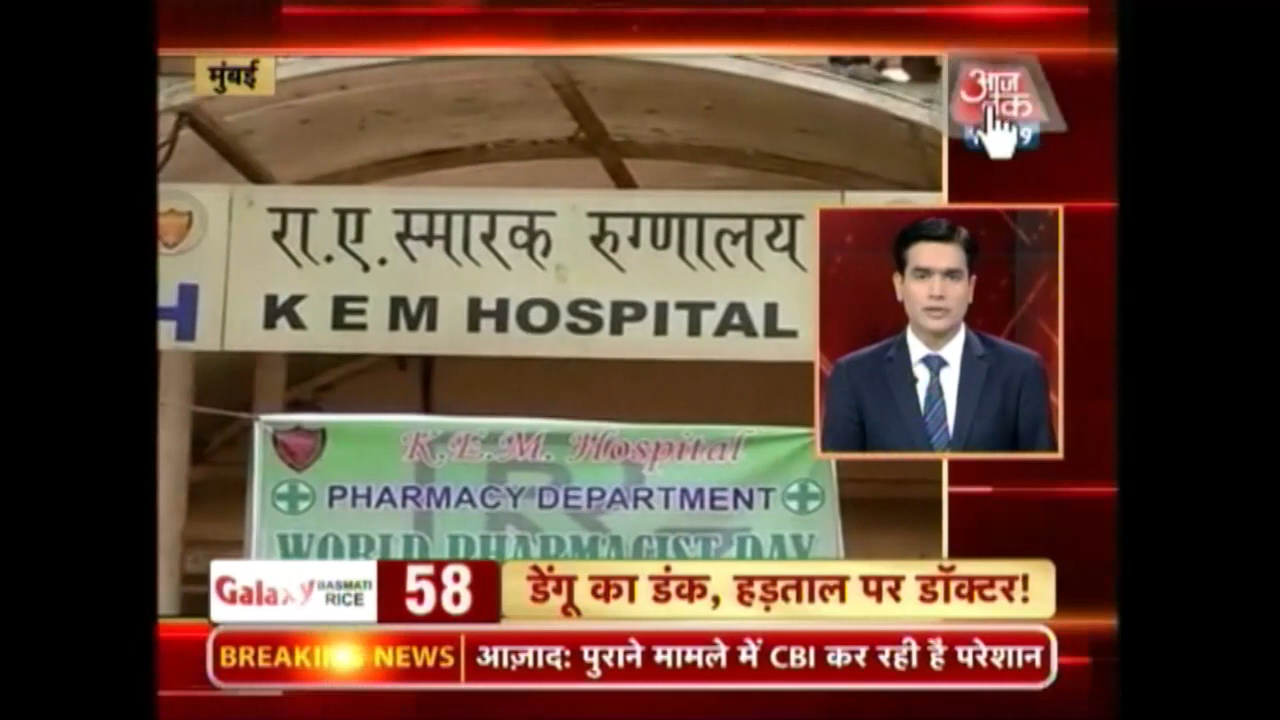 मुंबई
आज
तक
रा.ए.स्मारक रुग्णालय
K E M HOSPITAL
H
K.E.M. Hospital
PHARMACY DEPARTMENT
WORLD PHARMACIST DAY
Galaxy BASMATI RICE
58
डेंगू का डंक, हड़ताल पर डॉक्टर!
BREAKING NEWS
आज़ाद: पुराने मामले में CBI कर रही है परेशान